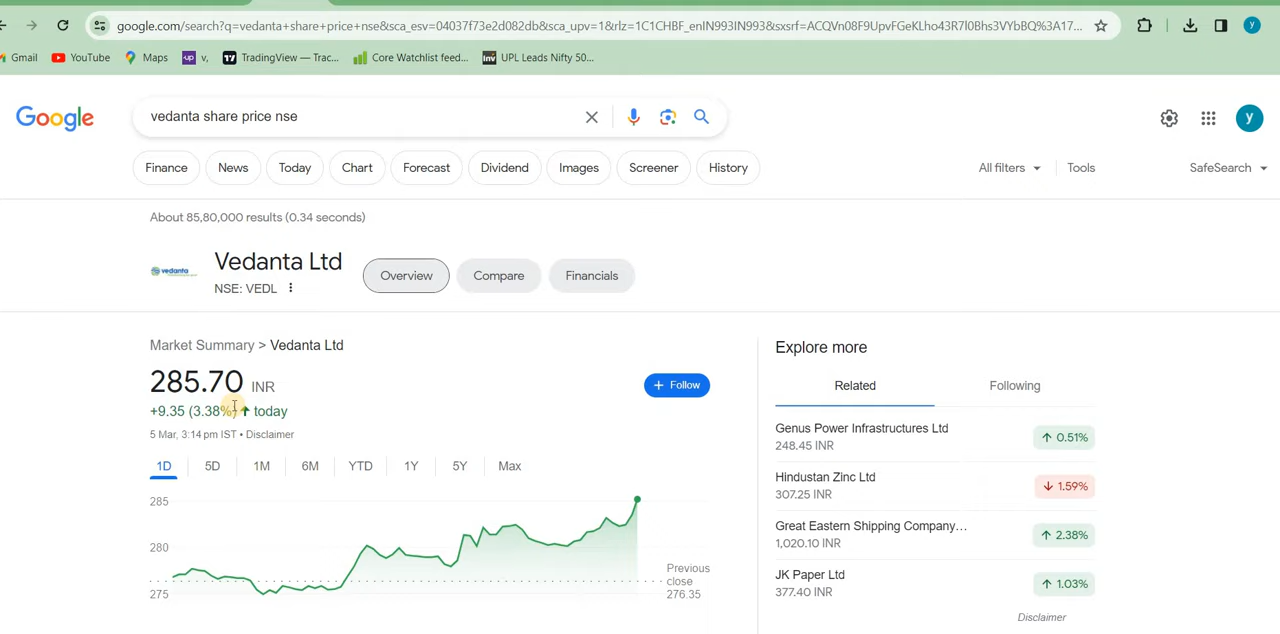 google.com/search?q=vedanta+share+price+nse&sca_esv=04037f73e2d082db&sca_upv=1&rlz=1C1CHBF_enIN993IN993&sxsrf=ACQVn08F9UpvFGeKLho43R7l0Bhs3VYbBQ%3A17...
y
Gmail YouTube Maps up v, TradingView — Trac... Core Watchlist feed... Inv UPL Leads Nifty 50...
Google vedanta share price nse y
Finance News Today Chart Forecast Dividend Images Screener History All filters Tools SafeSearch
About 85,80,000 results (0.34 seconds)
vedanta
Vedanta Ltd
NSE: VEDL
Overview Compare Financials
Market Summary > Vedanta Ltd
285.70 INR
+ Follow
+9.35 (3.38%) ↑ today
5 Mar, 3:14 pm IST • Disclaimer
1D 5D 1M 6M YTD 1Y 5Y Max
285
280
275
Previous
close
276.35
Explore more
Related Following
Genus Power Infrastructures Ltd
248.45 INR
↑ 0.51%
Hindustan Zinc Ltd
307.25 INR
↓ 1.59%
Great Eastern Shipping Company...
1,020.10 INR
↑ 2.38%
JK Paper Ltd
377.40 INR
↑ 1.03%
Disclaimer